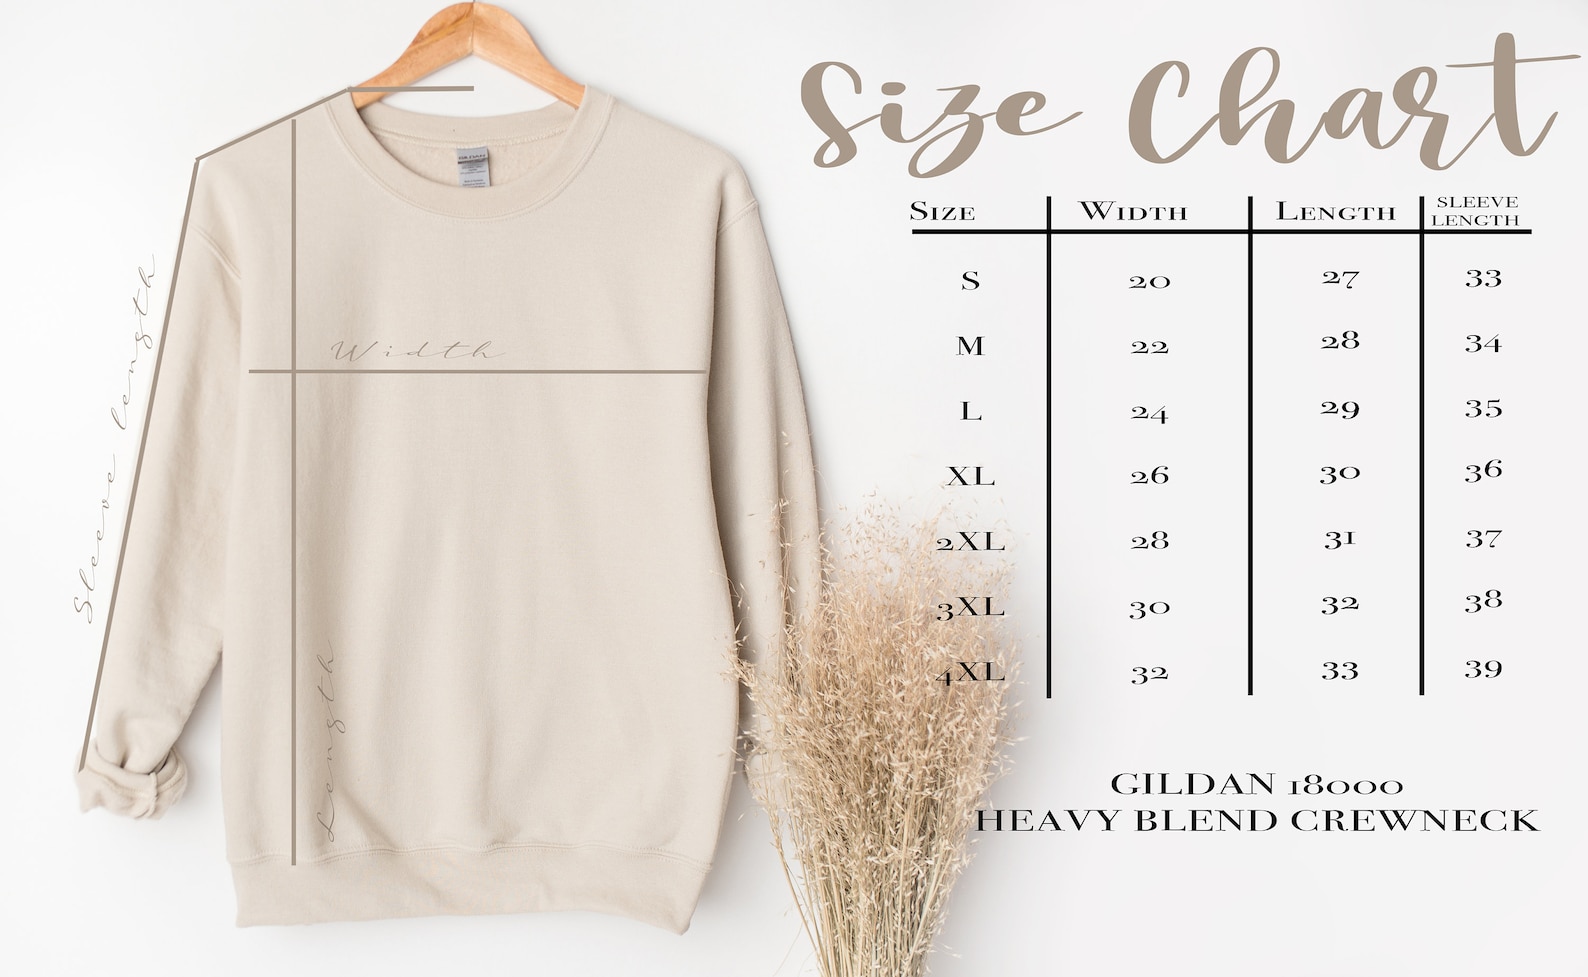 Size Chart
Size Width Length SLEEVE LENGTH
S 20 27 33
M 22 28 34
L 24 29 35
XL 26 30 36
2XL 28 31 37
3XL 30 32 38
4XL 32 33 39
GILDAN 18000
HEAVY BLEND CREWNECK
Sleeve length
Width
Length